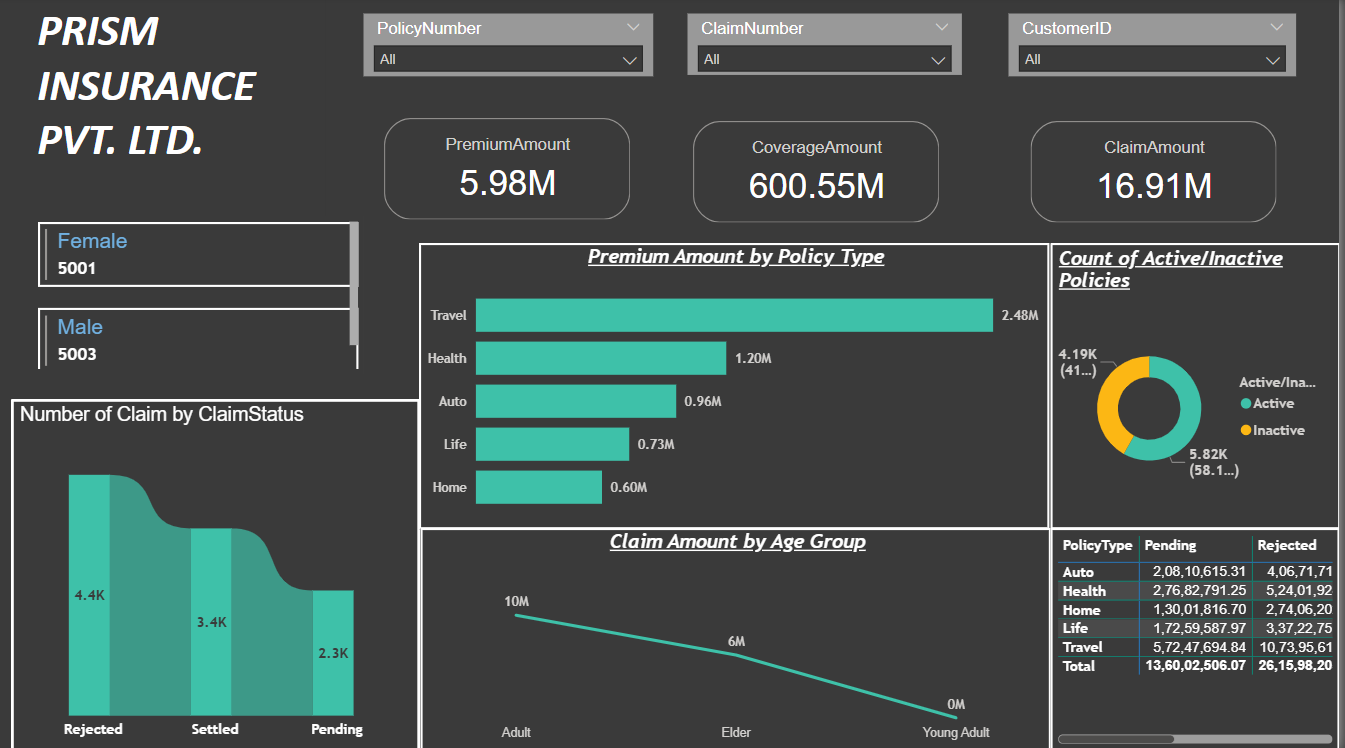 PRISM
INSURANCE
PVT. LTD.
PolicyNumber
All
ClaimNumber
All
CustomerID
All
PremiumAmount
5.98M
CoverageAmount
600.55M
ClaimAmount
16.91M
Female
5001
Male
5003
Number of Claim by ClaimStatus
4.4K
3.4K
2.3K
Rejected Settled Pending
Premium Amount by Policy Type
Travel 2.48M
Health 1.20M
Auto 0.96M
Life 0.73M
Home 0.60M
Claim Amount by Age Group
10M
6M
0M
Adult Elder Young Adult
Count of Active/Inactive
Policies
4.19K
(41...)
5.82K
(58.1...)
Active/Ina...
Active
Inactive
PolicyType Pending Rejected
Auto 2,08,10,615.31 4,06,71,71
Health 2,76,82,791.25 5,24,01,92
Home 1,30,01,816.70 2,74,06,20
Life 1,72,59,587.97 3,37,22,75
Travel 5,72,47,694.84 10,73,95,61
Total 13,60,02,506.07 26,15,98,20